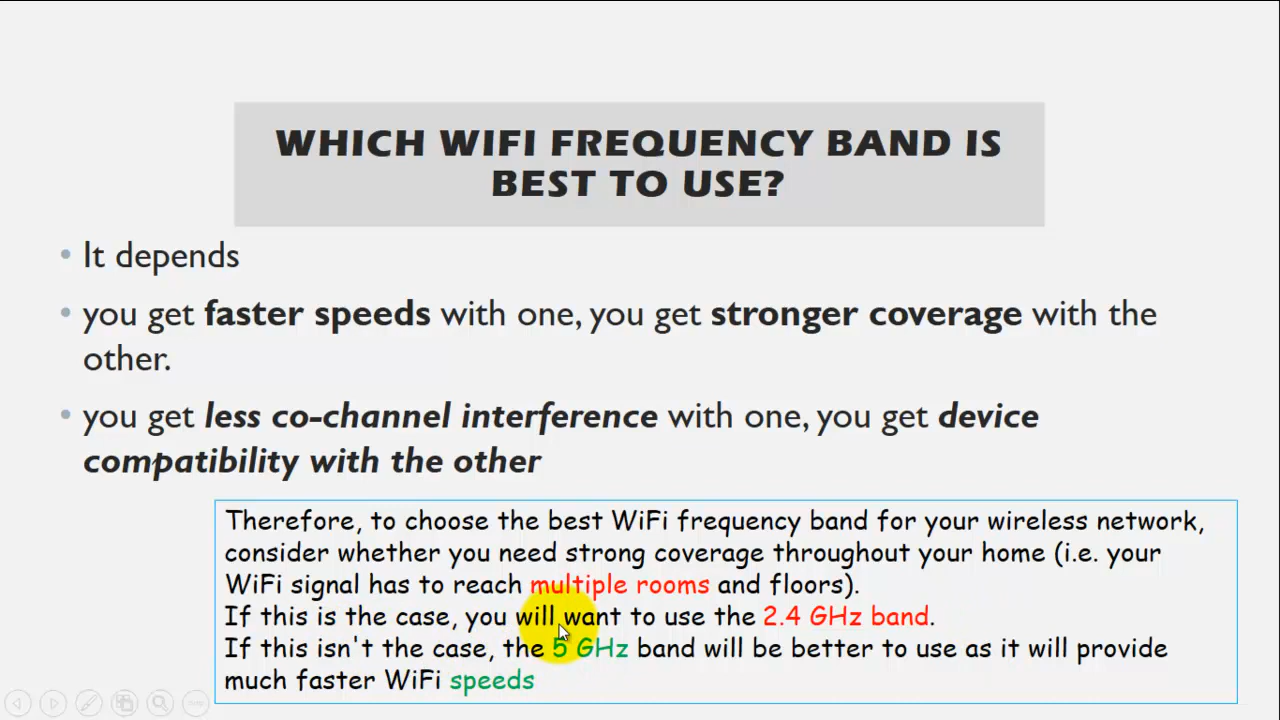 WHICH WIFI FREQUENCY BAND IS
BEST TO USE?
• It depends
• you get faster speeds with one, you get stronger coverage with the
other.
• you get less co-channel interference with one, you get device
compatibility with the other
Therefore, to choose the best WiFi frequency band for your wireless network,
consider whether you need strong coverage throughout your home (i.e. your
WiFi signal has to reach multiple rooms and floors).
If this is the case, you will want to use the 2.4 GHz band.
If this isn't the case, the 5 GHz band will be better to use as it will provide
much faster WiFi speeds